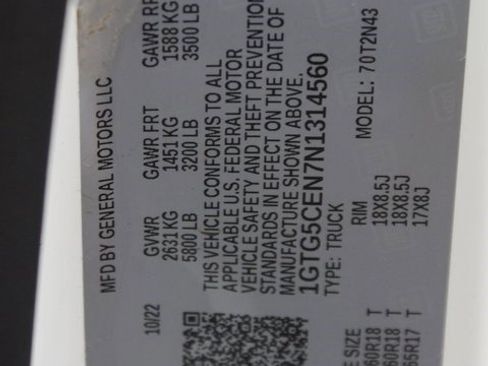 MFD BY GENERAL MOTORS LLC
10/22 GVWR GAWR FRT GAWR RR
2631 KG 1451 KG 1588 KG
5800 LB 3200 LB 3500 LB
THIS VEHICLE CONFORMS TO ALL
APPLICABLE U.S. FEDERAL MOTOR
VEHICLE SAFETY AND THEFT PREVENTION
STANDARDS IN EFFECT ON THE DATE OF
MANUFACTURE SHOWN ABOVE.
1GTG5CEN7N1314560
TYPE: TRUCK MODEL: 70T2N43
SIZE RIM
60R18 T 18X8.5J
60R18 T 18X8.5J
65R17 T 17X8J